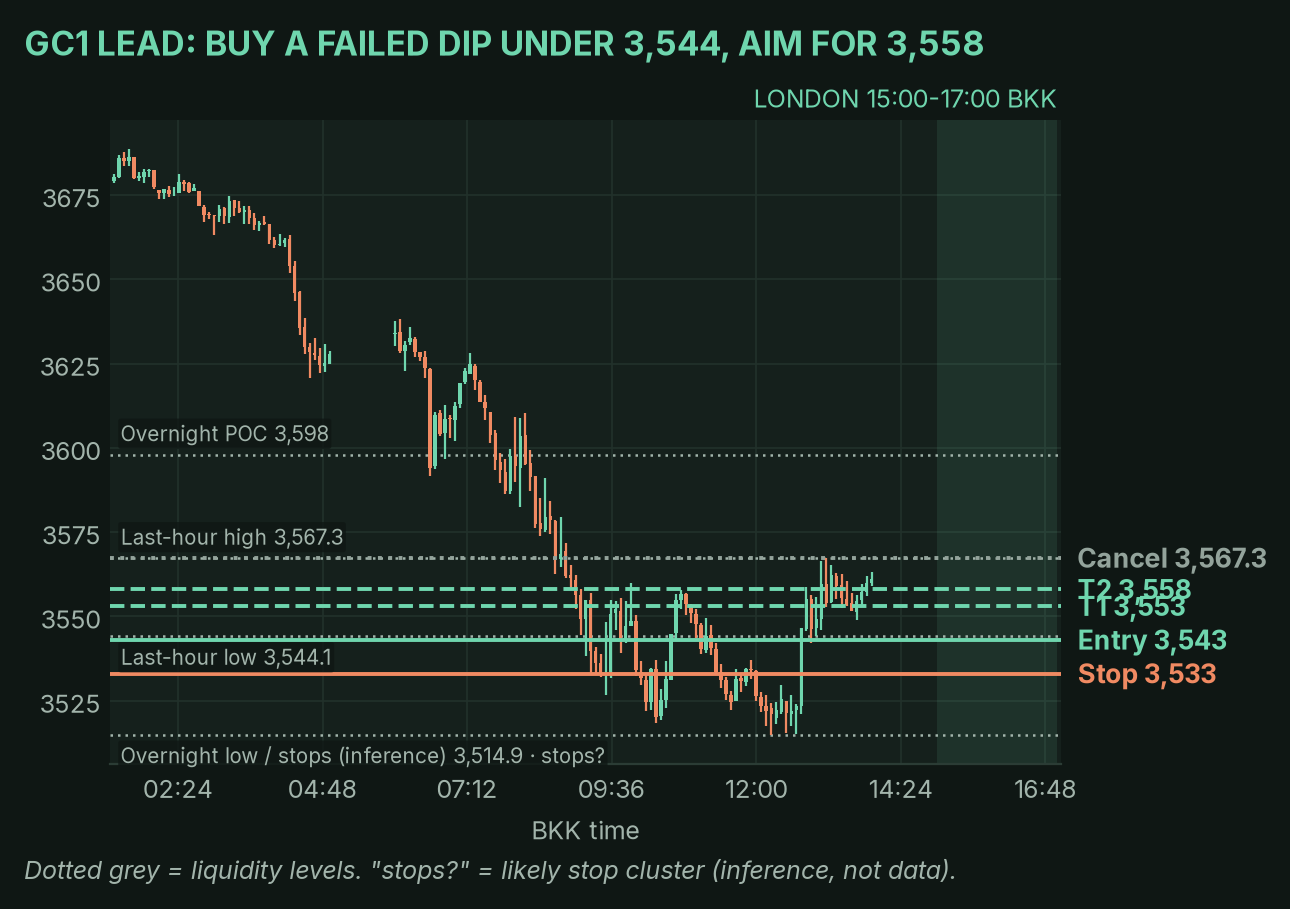 GC1 LEAD: BUY A FAILED DIP UNDER 3,544, AIM FOR 3,558
LONDON 15:00-17:00 BKK
3675
3650
3625
Overnight POC 3,598
3600
Last-hour high 3,567.3
3575
Cancel 3,567.3
T2 3,558
T1 3,553
3550
Entry 3,543
Last-hour low 3,544.1
Stop 3,533
3525
Overnight low / stops (inference) 3,514.9 · stops?
02:24 04:48 07:12 09:36 12:00 14:24 16:48
BKK time
Dotted grey = liquidity levels. "stops?" = likely stop cluster (inference, not data).